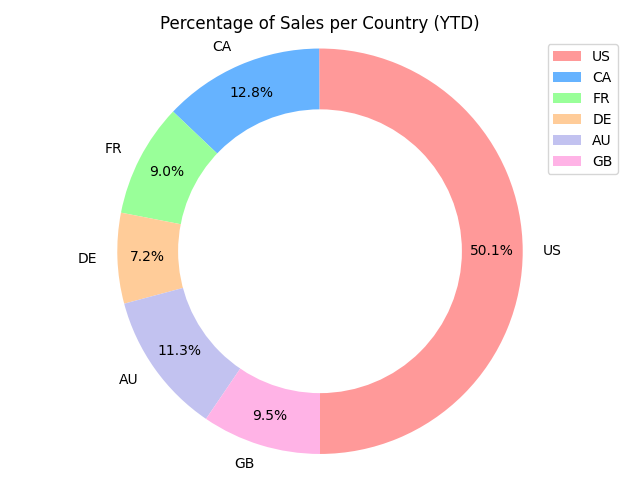 Percentage of Sales per Country (YTD)
US
CA
FR
DE
AU
GB
CA
12.8%
FR
9.0%
DE
7.2%
50.1%
US
AU
11.3%
GB
9.5%